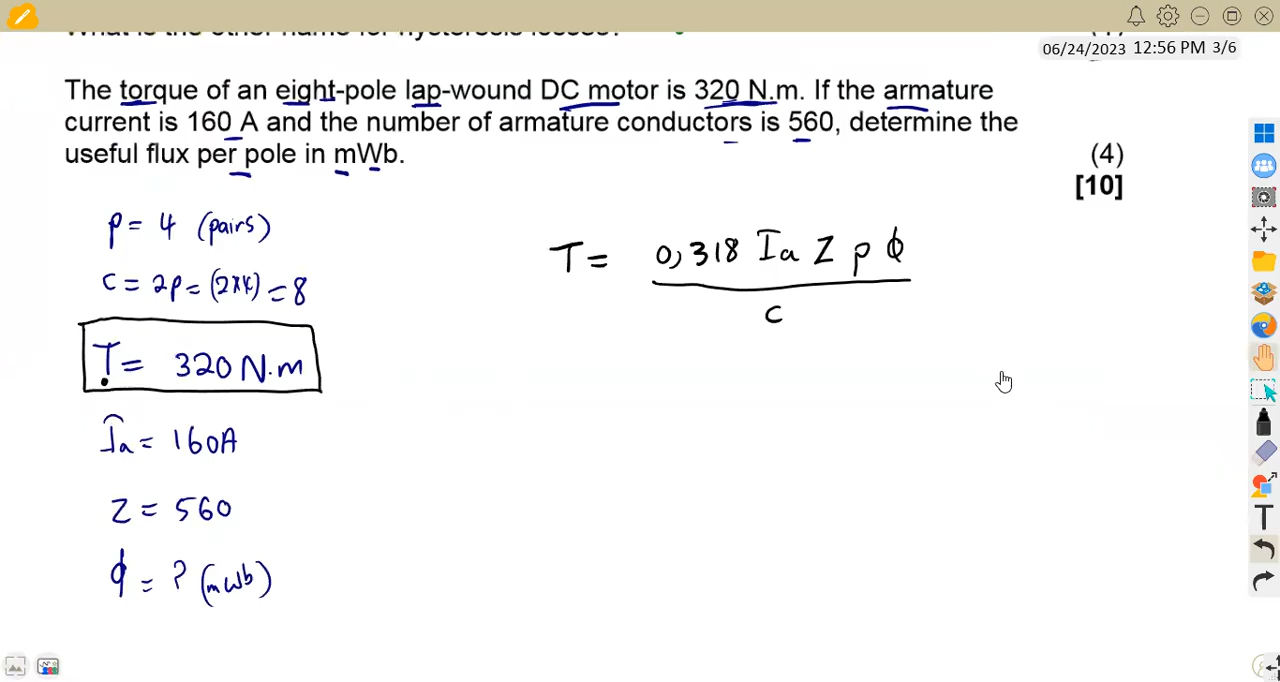 06/24/2023 12:56 PM 3/6
The torque of an eight-pole lap-wound DC motor is 320 N.m. If the armature
current is 160 A and the number of armature conductors is 560, determine the
useful flux per pole in mWb.
(4)
[10]
p = 4 (pairs)
C = 2p = (2×4) = 8
T = 320 N.m
Ia = 160A
Z = 560
ϕ = ? (mWb)
T = 0,318 Ia Z p ϕ
c